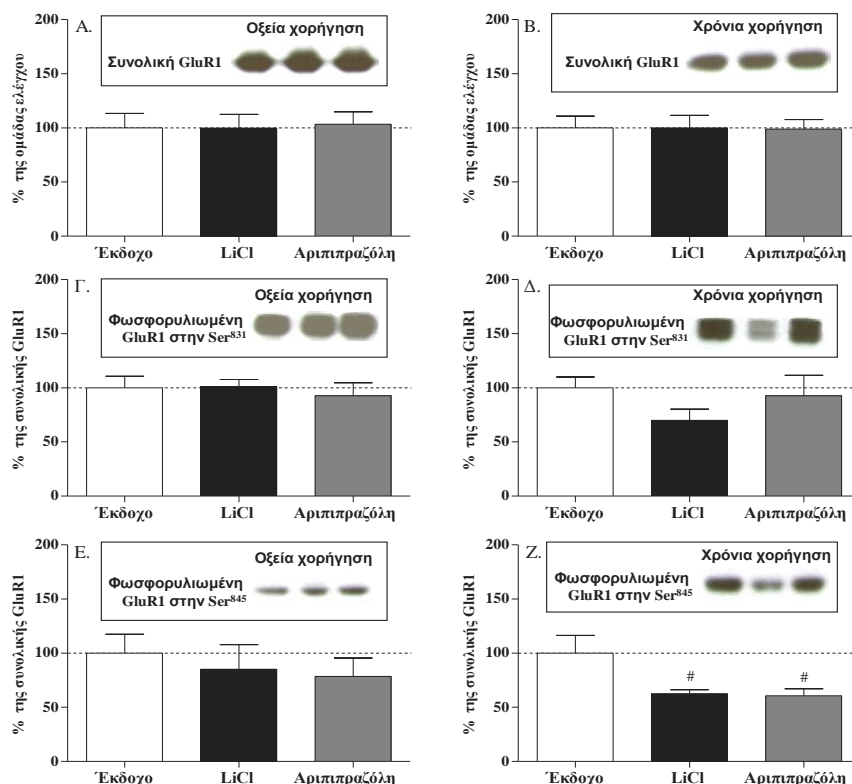 Α.
Οξεία χορήγηση
Συνολική GluR1
% της ομάδας ελέγχου
200
150
100
50
0
Έκδοχο LiCl Αριπιπραζόλη
Β.
Χρόνια χορήγηση
Συνολική GluR1
% της ομάδας ελέγχου
200
150
100
50
0
Έκδοχο LiCl Αριπιπραζόλη
Γ.
Οξεία χορήγηση
Φωσφορυλιωμένη
GluR1 στην Ser831
% της συνολικής GluR1
200
150
100
50
0
Έκδοχο LiCl Αριπιπραζόλη
Δ.
Χρόνια χορήγηση
Φωσφορυλιωμένη
GluR1 στην Ser831
% της συνολικής GluR1
200
150
100
50
0
Έκδοχο LiCl Αριπιπραζόλη
Ε.
Οξεία χορήγηση
Φωσφορυλιωμένη
GluR1 στην Ser845
% της συνολικής GluR1
200
150
100
50
0
Έκδοχο LiCl Αριπιπραζόλη
Ζ.
Χρόνια χορήγηση
Φωσφορυλιωμένη
GluR1 στην Ser845
% της συνολικής GluR1
200
150
100
50
0
# #
Έκδοχο LiCl Αριπιπραζόλη